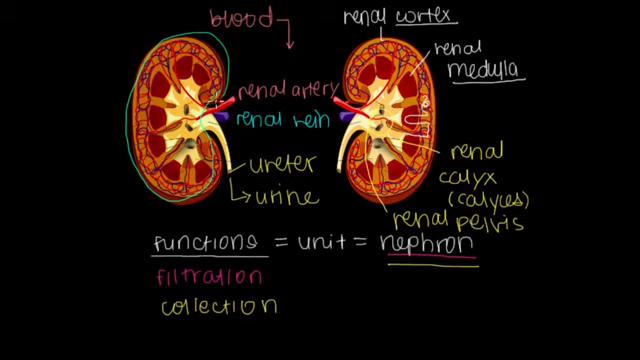 blood
renal cortex
renal
medulla
renal artery
renal vein
ureter
urine
renal
calyx
(calyces)
renal pelvis
functions = unit = nephron
filtration
collection